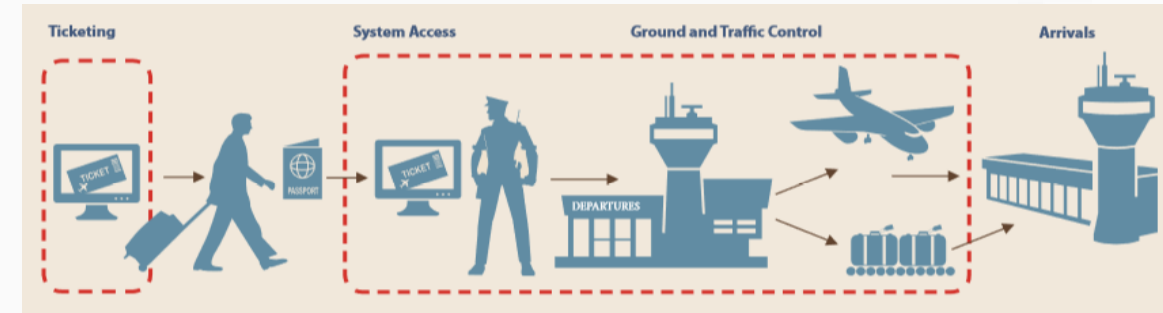 Ticketing
System Access
Ground and Traffic Control
Arrivals
TICKET
PASSPORT
TICKET
DEPARTURES